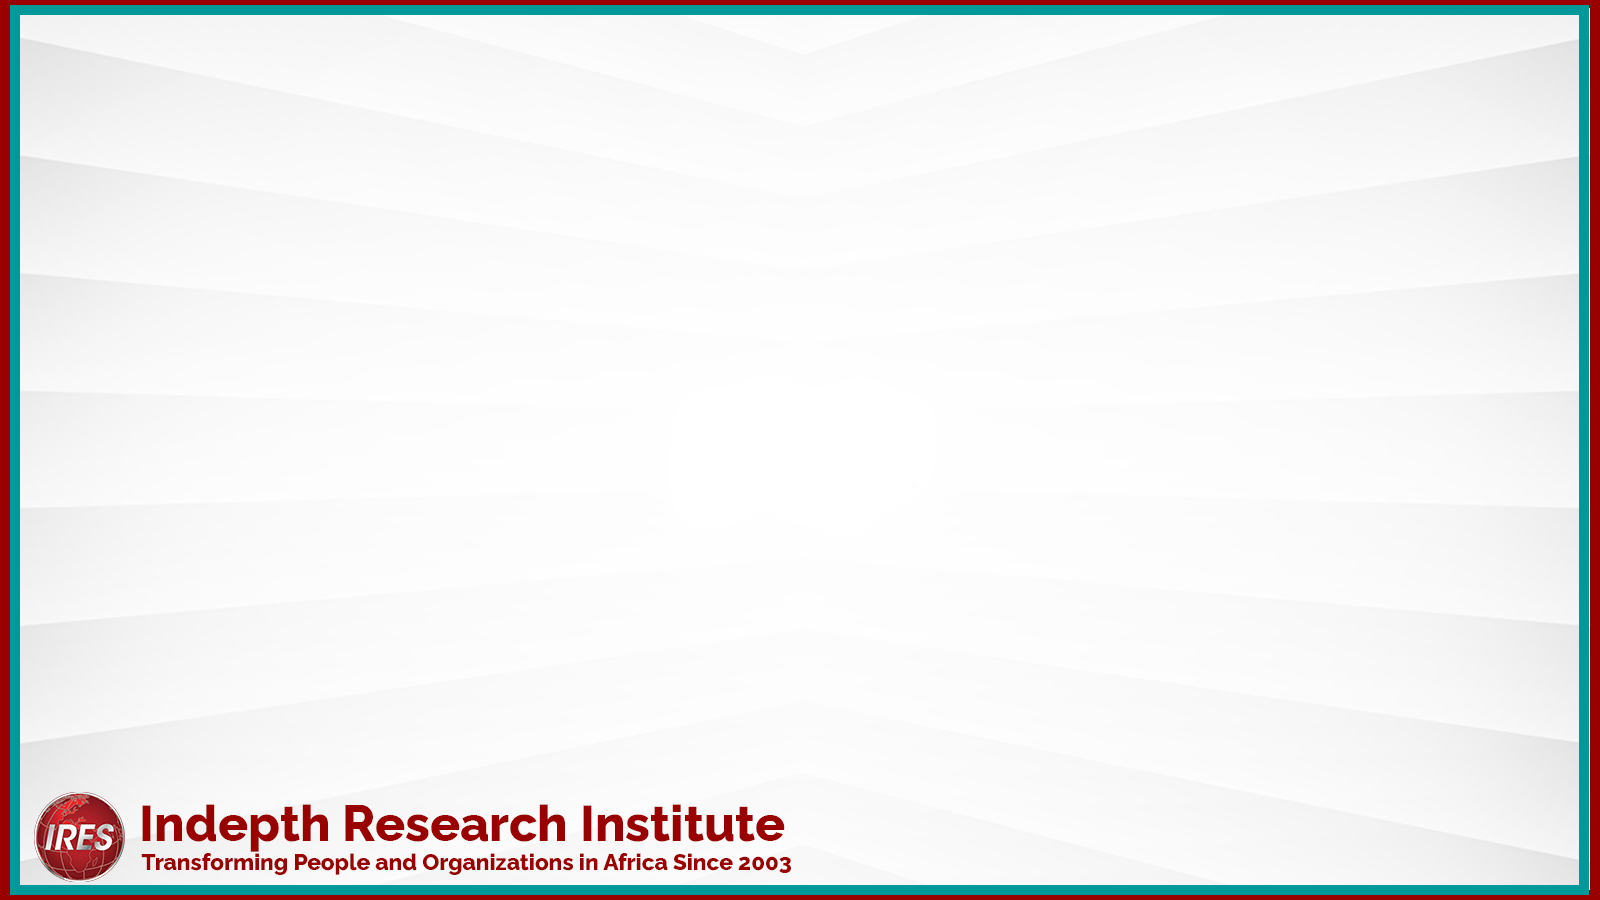 IRES
Indepth Research Institute
Transforming People and Organizations in Africa Since 2003